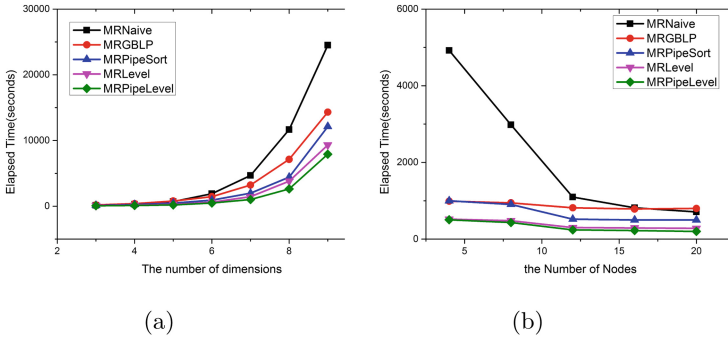 30000
20000
10000
0
Elapsed Time(seconds)
MRNaive
MRGBLP
MRPipeSort
MRLevel
MRPipeLevel
2 4 6 8
The number of dimensions
(a)
6000
4000
2000
0
Elapsed Time(seconds)
MRNaive
MRGBLP
MRPipeSort
MRLevel
MRPipeLevel
5 10 15 20
the Number of Nodes
(b)